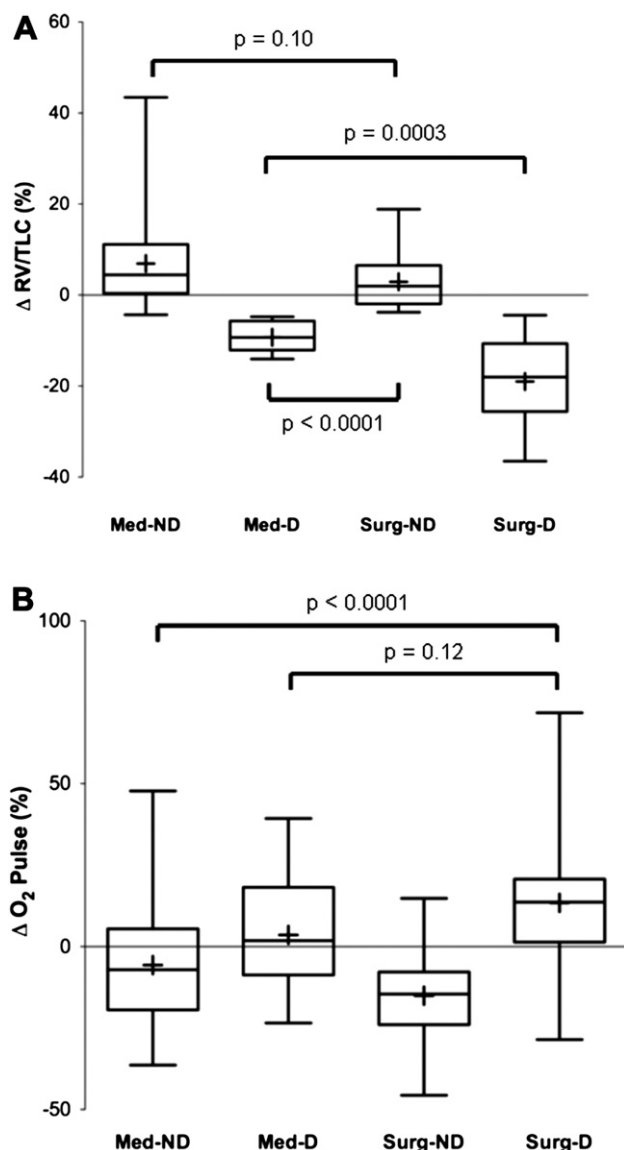 A
60
p = 0.10
40
p = 0.0003
Δ RV/TLC (%)
20
0
p < 0.0001
-20
-40
Med-ND Med-D Surg-ND Surg-D
B
100
p < 0.0001
p = 0.12
50
Δ O₂ Pulse (%)
0
-50
Med-ND Med-D Surg-ND Surg-D